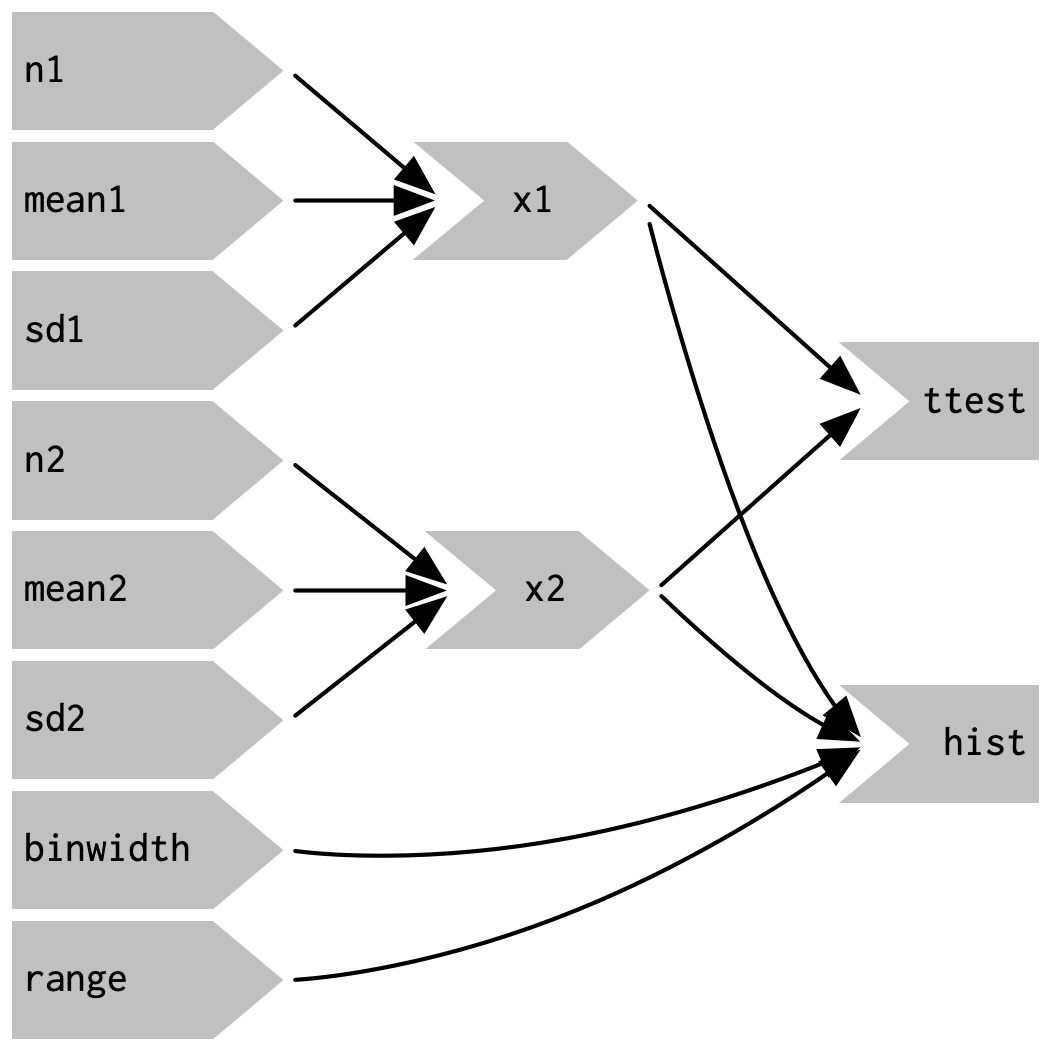 n1
mean1
sd1
n2
mean2
sd2
binwidth
range
x1
x2
ttest
hist